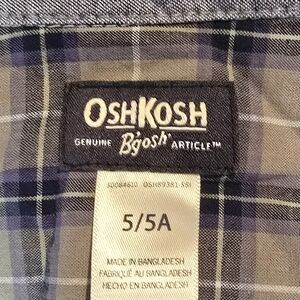 OSHKOSH
GENUINE B'gosh ARTICLE™
5/5A
MADE IN BANGLADESH
FABRIQUÉ AU BANGLADESH
HECHO EN BANGLADESH